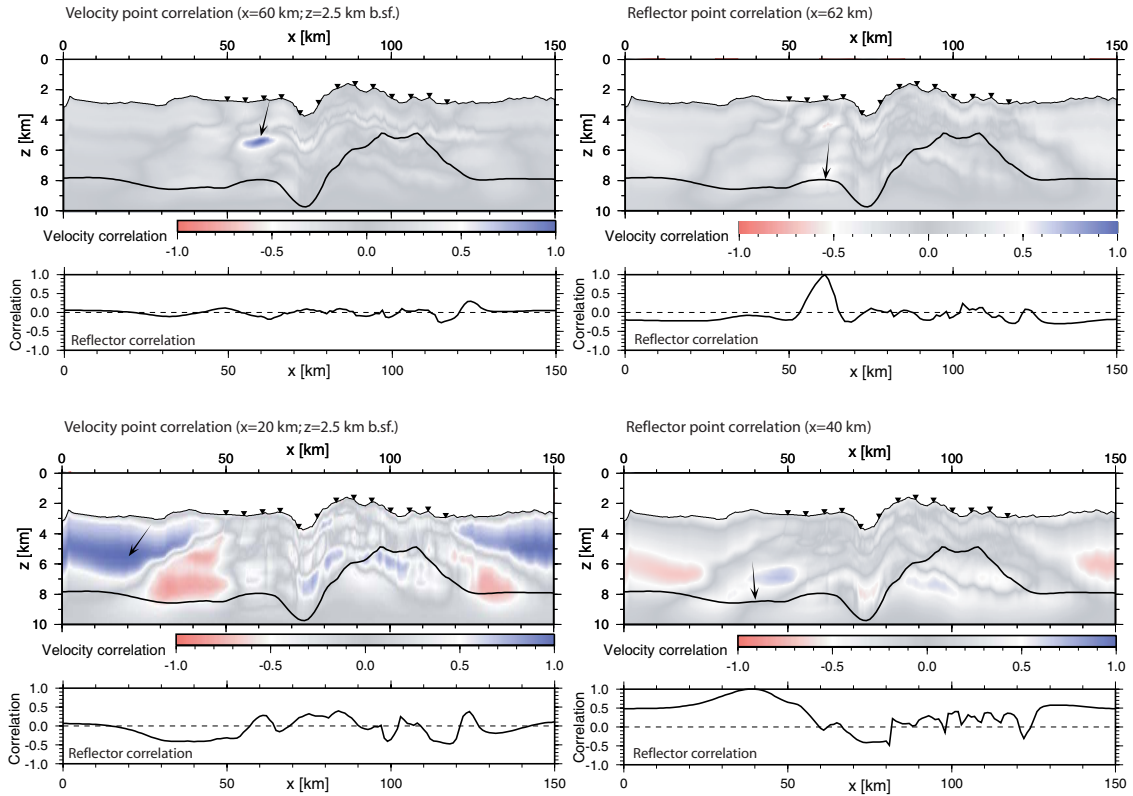 Velocity point correlation (x=60 km; z=2.5 km b.sf.)
x [km]
0 50 100 150
0
2
4
6
8
10
z [km]
Velocity correlation
-1.0 -0.5 0.0 0.5 1.0
1.0
0.5
0.0
-0.5
-1.0
Correlation
Reflector correlation
0 50 100 150
x [km]
Reflector point correlation (x=62 km)
x [km]
0 50 100 150
0
2
4
6
8
10
z [km]
Velocity correlation
-1.0 -0.5 0.0 0.5 1.0
1.0
0.5
0.0
-0.5
-1.0
Correlation
Reflector correlation
0 50 100 150
x [km]
Velocity point correlation (x=20 km; z=2.5 km b.sf.)
x [km]
0 50 100 150
0
2
4
6
8
10
z [km]
Velocity correlation
-1.0 -0.5 0.0 0.5 1.0
1.0
0.5
0.0
-0.5
-1.0
Correlation
Reflector correlation
0 50 100 150
x [km]
Reflector point correlation (x=40 km)
x [km]
0 50 100 150
0
2
4
6
8
10
z [km]
Velocity correlation
-1.0 -0.5 0.0 0.5 1.0
1.0
0.5
0.0
-0.5
-1.0
Correlation
Reflector correlation
0 50 100 150
x [km]